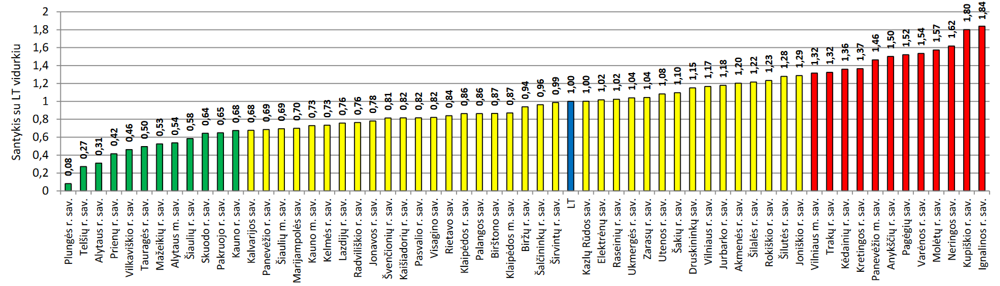 Santykis su LT vidurkiu
2
1,8
1,6
1,4
1,2
1
0,8
0,6
0,4
0,2
0
0,08
0,27
0,31
0,42
0,46
0,50
0,53
0,54
0,58
0,64
0,65
0,68
0,68
0,69
0,69
0,70
0,73
0,73
0,76
0,76
0,78
0,81
0,82
0,82
0,82
0,84
0,86
0,86
0,87
0,87
0,94
0,96
0,99
1,00
1,00
1,02
1,02
1,04
1,04
1,08
1,10
1,15
1,17
1,18
1,20
1,22
1,23
1,28
1,29
1,32
1,32
1,36
1,37
1,46
1,50
1,52
1,54
1,57
1,62
1,80
1,84
Plungės r. sav.
Telšių r. sav.
Alytaus r. sav.
Prienų r. sav.
Vilkaviškio r. sav.
Tauragės r. sav.
Mažeikių r. sav.
Alytaus m. sav.
Šiaulių r. sav.
Skuodo r. sav.
Pakruojo r. sav.
Kauno r. sav.
Kalvarijos sav.
Panevėžio r. sav.
Šiaulių m. sav.
Marijampolės sav.
Kauno m. sav.
Kelmės r. sav.
Lazdijų r. sav.
Radviliškio r. sav.
Jonavos r. sav.
Švenčionių r. sav.
Kaišiadorių r. sav.
Pasvalio r. sav.
Visagino sav.
Rietavo sav.
Klaipėdos r. sav.
Palangos sav.
Birštono sav.
Klaipėdos m. sav.
Biržų r. sav.
Šalčininkų r. sav.
Širvintų r. sav.
LT
Kazlų Rūdos sav.
Elektrėnų sav.
Raseinių r. sav.
Ukmergės r. sav.
Zarasų r. sav.
Utenos r. sav.
Šakių r. sav.
Druskininkų sav.
Vilniaus r. sav.
Jurbarko r. sav.
Akmenės r. sav.
Šilalės r. sav.
Rokiškio r. sav.
Šilutės r. sav.
Joniškio r. sav.
Vilniaus m. sav.
Trakų r. sav.
Kėdainių r. sav.
Kretingos r. sav.
Panevėžio m. sav.
Anykščių r. sav.
Pagėgių sav.
Varėnos r. sav.
Molėtų r. sav.
Neringos sav.
Kupiškio r. sav.
Ignalinos r. sav.